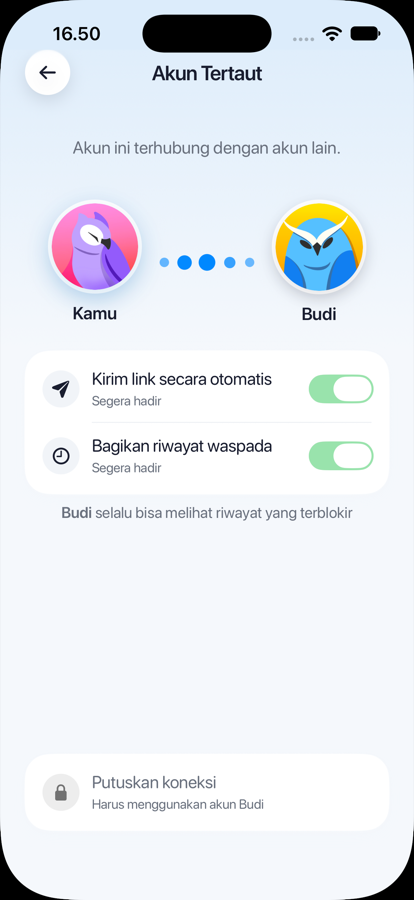 16.50
Akun Tertaut
Akun ini terhubung dengan akun lain.
Kamu
Budi
Kirim link secara otomatis
Segera hadir
Bagikan riwayat waspada
Segera hadir
Budi selalu bisa melihat riwayat yang terblokir
Putuskan koneksi
Harus menggunakan akun Budi